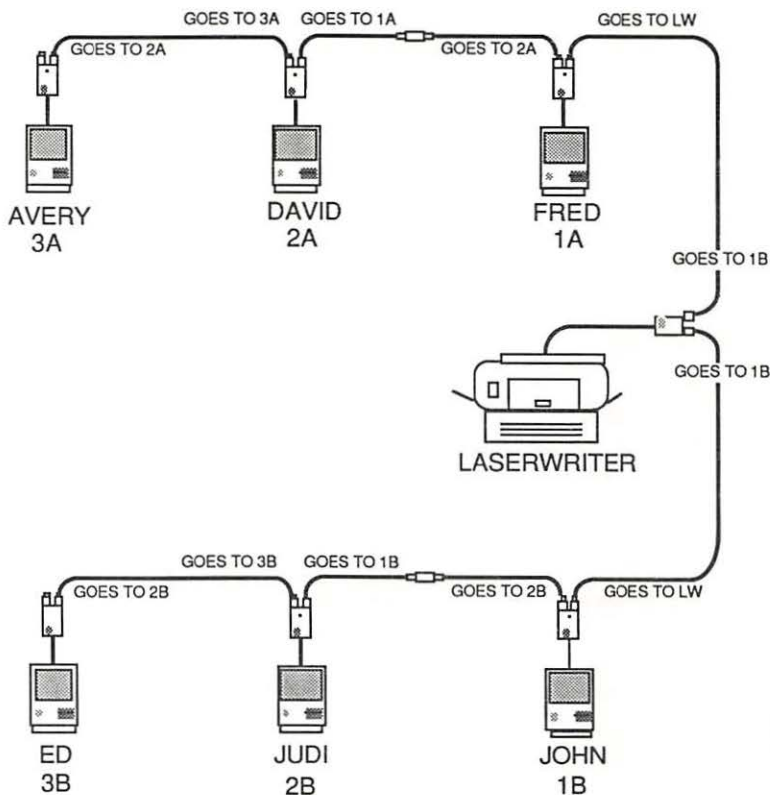 GOES TO 3A GOES TO 1A GOES TO LW
GOES TO 2A GOES TO 2A
AVERY DAVID FRED
3A 2A 1A
GOES TO 1B
GOES TO 1B
LASERWRITER
GOES TO 3B GOES TO 1B
GOES TO 2B GOES TO 2B GOES TO LW
ED JUDI JOHN
3B 2B 1B